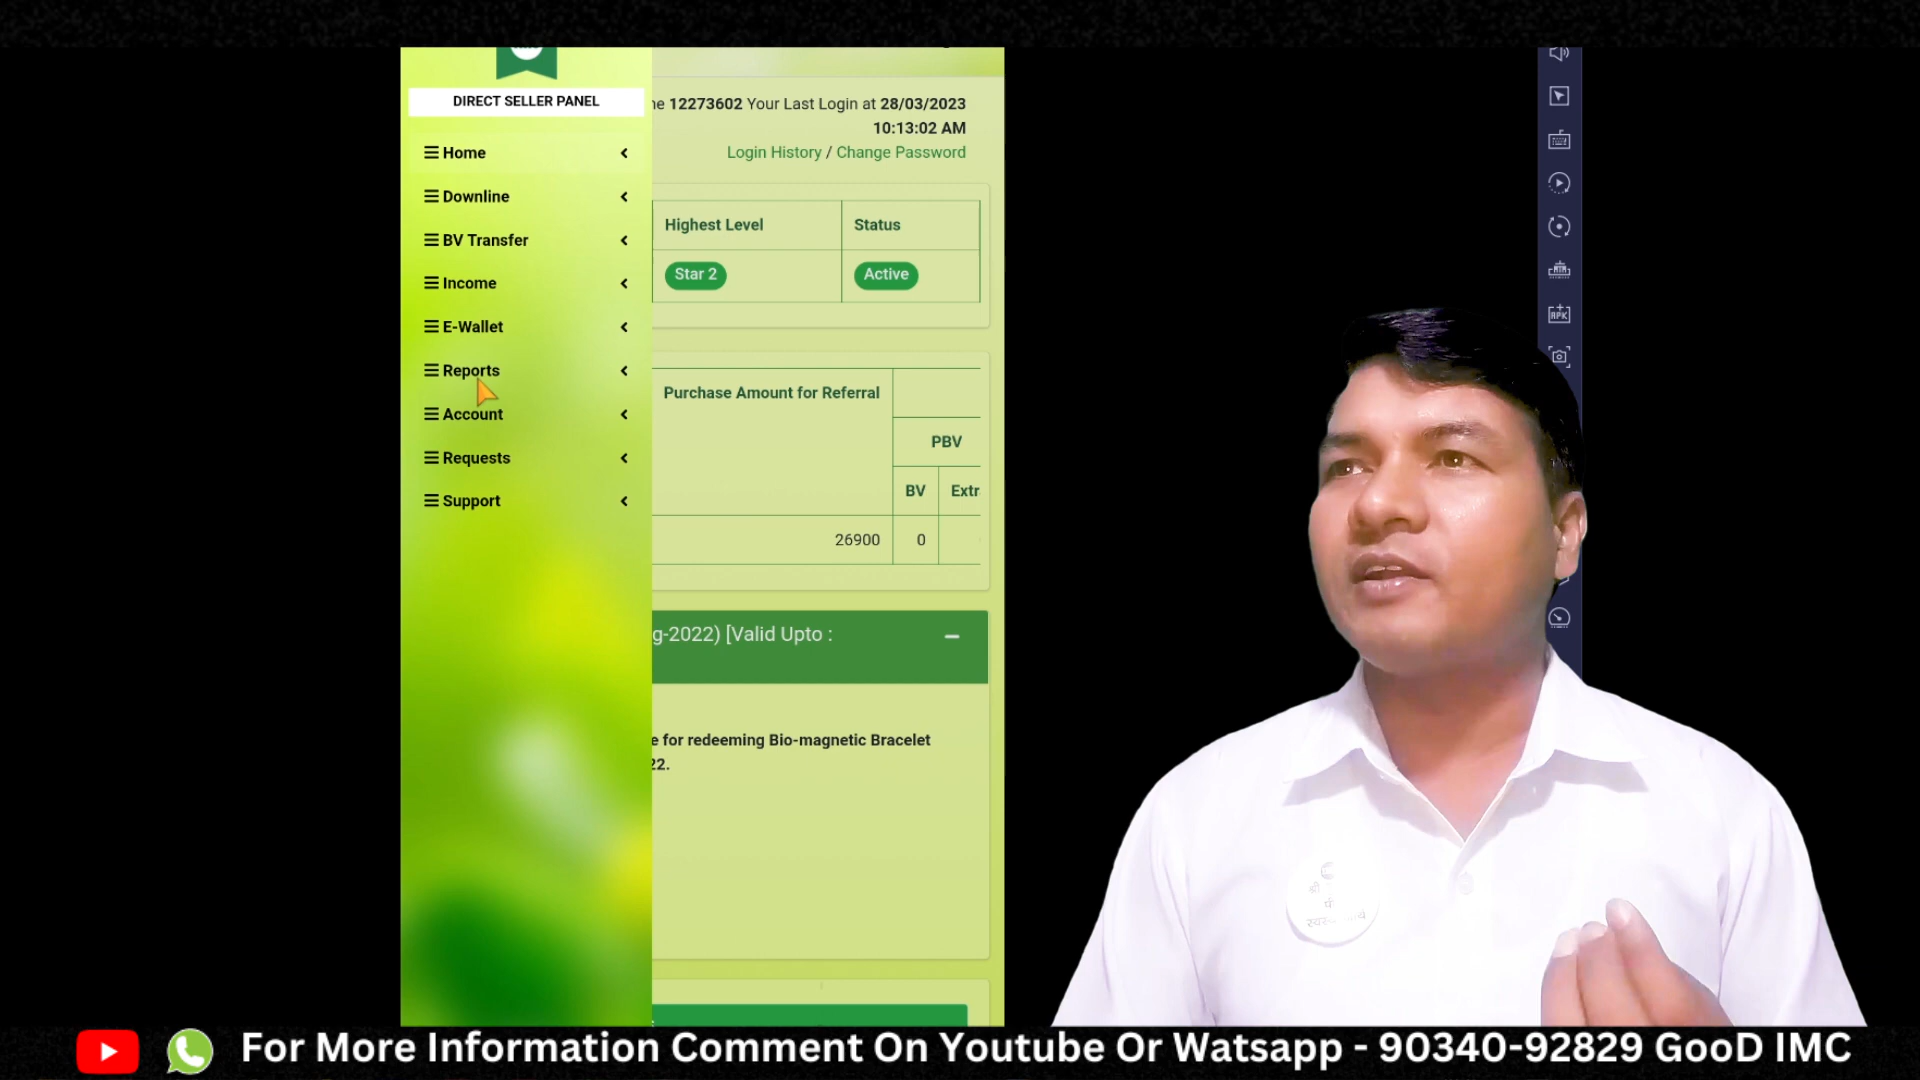 DIRECT SELLER PANEL
Home
Downline
BV Transfer
Income
E-Wallet
Reports
Account
Requests
Support
12273602 Your Last Login at 28/03/2023
10:13:02 AM
Login History / Change Password
Highest Level
Status
Star 2
Active
Purchase Amount for Referral
PBV
BV
Extr
26900
0
g-2022) [Valid Upto :
e for redeeming Bio-magnetic Bracelet
22.
श्री
For More Information Comment On Youtube Or Watsapp - 90340-92829 GooD IMC